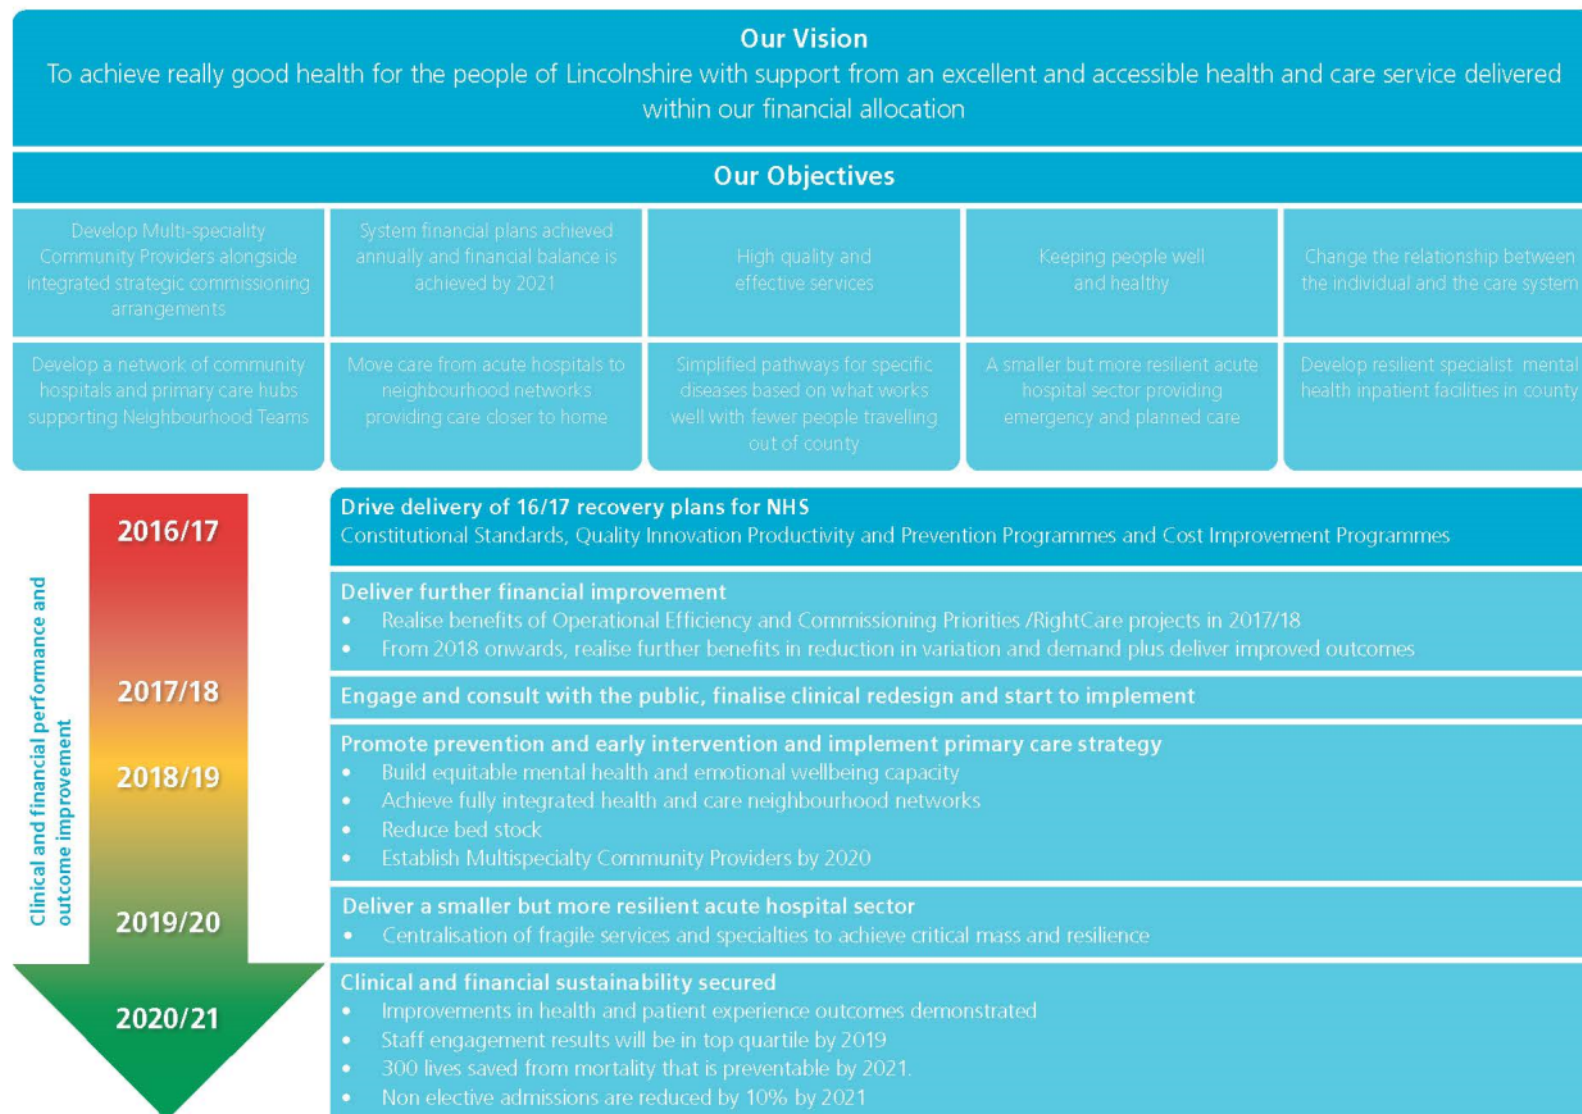 Our Vision
To achieve really good health for the people of Lincolnshire with support from an excellent and accessible health and care service delivered
within our financial allocation
Our Objectives
Develop Multi-speciality
Community Providers alongside
integrated strategic commissioning
arrangements
System financial plans achieved
annually and financial balance is
achieved by 2021
High quality and
effective services
Keeping people well
and healthy
Change the relationship between
the individual and the care system
Develop a network of community
hospitals and primary care hubs
supporting Neighbourhood Teams
Move care from acute hospitals to
neighbourhood networks
providing care closer to home
Simplified pathways for specific
diseases based on what works
well with fewer people travelling
out of county
A smaller but more resilient acute
hospital sector providing
emergency and planned care
Develop resilient specialist mental
health inpatient facilities in county
Clinical and financial performance and
outcome improvement
2016/17
2017/18
2018/19
2019/20
2020/21
Drive delivery of 16/17 recovery plans for NHS
Constitutional Standards, Quality Innovation Productivity and Prevention Programmes and Cost Improvement Programmes
Deliver further financial improvement
• Realise benefits of Operational Efficiency and Commissioning Priorities /RightCare projects in 2017/18
• From 2018 onwards, realise further benefits in reduction in variation and demand plus deliver improved outcomes
Engage and consult with the public, finalise clinical redesign and start to implement
Promote prevention and early intervention and implement primary care strategy
• Build equitable mental health and emotional wellbeing capacity
• Achieve fully integrated health and care neighbourhood networks
• Reduce bed stock
• Establish Multispecialty Community Providers by 2020
Deliver a smaller but more resilient acute hospital sector
• Centralisation of fragile services and specialties to achieve critical mass and resilience
Clinical and financial sustainability secured
• Improvements in health and patient experience outcomes demonstrated
• Staff engagement results will be in top quartile by 2019
• 300 lives saved from mortality that is preventable by 2021.
• Non elective admissions are reduced by 10% by 2021